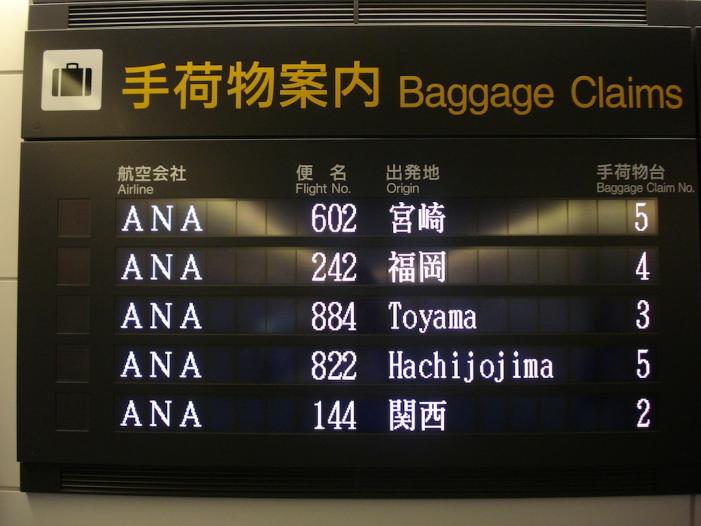 手荷物案内 Baggage Claims
航空会社 便 名 出発地 手荷物台
Airline Flight No. Origin Baggage Claim No.
ANA 602 宮崎 5
ANA 242 福岡 4
ANA 884 Toyama 3
ANA 822 Hachijojima 5
ANA 144 関西 2